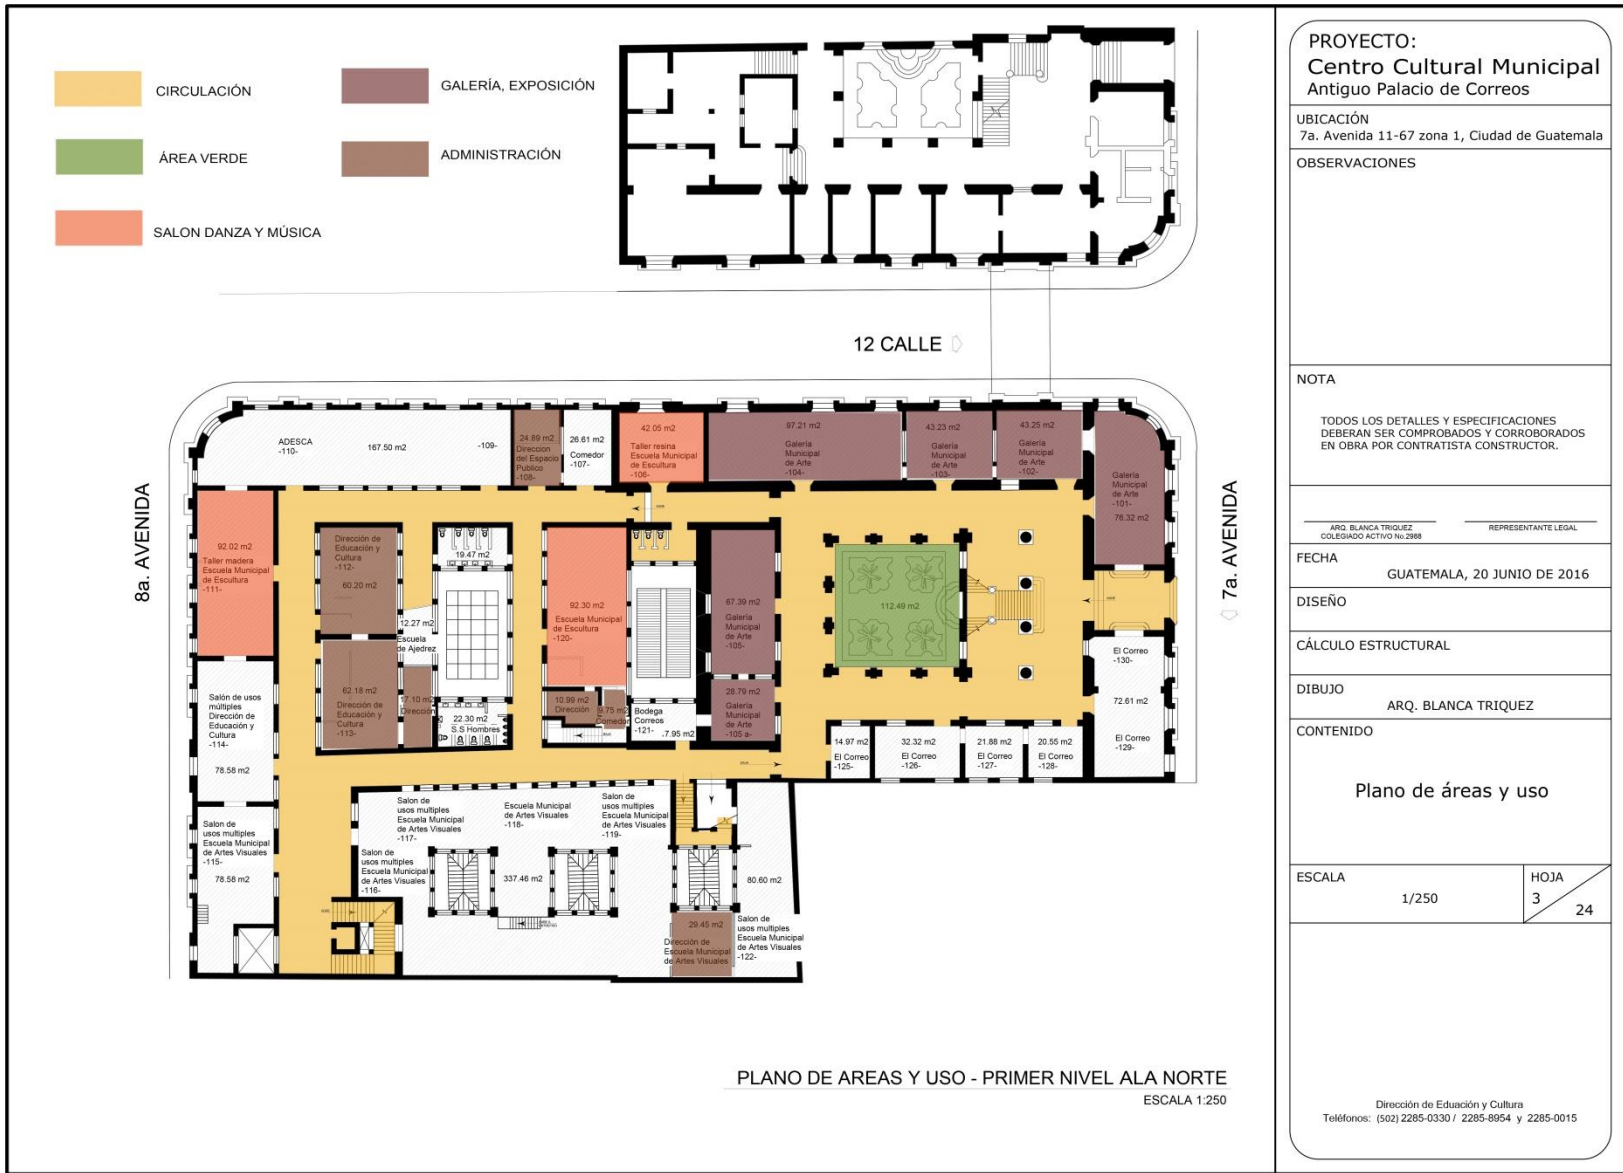 CIRCULACIÓN
ÁREA VERDE
SALON DANZA Y MÚSICA
GALERÍA, EXPOSICIÓN
ADMINISTRACIÓN
12 CALLE
8a. AVENIDA
7a. AVENIDA
ADESCA
-110-
167.50 m2
-109-
24.89 m2
Direccion
del Espacio
Publico
-108-
26.61 m2
Comedor
-107-
42.05 m2
Taller resina
Escuela Municipal
de Escultura
-106-
97.21 m2
Galería
Municipal
de Arte
-104-
43.23 m2
Galería
Municipal
de Arte
-103-
43.25 m2
Galería
Municipal
de Arte
-102-
Galería
Municipal
de Arte
-101-
76.32 m2
92.02 m2
Taller madera
Escuela Municipal
de Escultura
-111-
Dirección de
Educación y
Cultura
-112-
60.20 m2
19.47 m2
12.27 m2
Escuela
de Ajedrez
62.18 m2
Dirección de
Educación y
Cultura
-113-
17.10 m2
Dirección
22.30 m2
S.S Hombres
92.30 m2
Escuela Municipal
de Escultura
-120-
10.99 m2
Dirección
9.75 m2
Comedor
Bodega
Correos
-121-
7.95 m2
67.39 m2
Galería
Municipal
de Arte
-105-
28.79 m2
Galería
Municipal
de Arte
-105 a-
112.49 m2
El Correo
-130-
72.61 m2
El Correo
-129-
14.97 m2
El Correo
-125-
32.32 m2
El Correo
-126-
21.88 m2
El Correo
-127-
20.55 m2
El Correo
-128-
Salón de usos
múltiples
Dirección de
Educación y
Cultura
-114-
78.58 m2
Salon de
usos multiples
Escuela Municipal
de Artes Visuales
-115-
78.58 m2
Salon de
usos multiples
Escuela Municipal
de Artes Visuales
-117-
Escuela Municipal
de Artes Visuales
-118-
Salon de
usos multiples
Escuela Municipal
de Artes Visuales
-119-
Salon de
usos multiples
Escuela Municipal
de Artes Visuales
-116-
337.46 m2
80.60 m2
29.45 m2
Dirección de
Escuela Municipal
de Artes Visuales
Salon de
usos multiples
Escuela Municipal
de Artes Visuales
-122-
PLANO DE AREAS Y USO - PRIMER NIVEL ALA NORTE
ESCALA 1:250
PROYECTO:
Centro Cultural Municipal
Antiguo Palacio de Correos
UBICACIÓN
7a. Avenida 11-67 zona 1, Ciudad de Guatemala
OBSERVACIONES
NOTA
TODOS LOS DETALLES Y ESPECIFICACIONES
DEBERAN SER COMPROBADOS Y CORROBORADOS
EN OBRA POR CONTRATISTA CONSTRUCTOR.
ARQ. BLANCA TRIQUEZ
COLEGIADO ACTIVO No.2988
REPRESENTANTE LEGAL
FECHA
GUATEMALA, 20 JUNIO DE 2016
DISEÑO
CÁLCULO ESTRUCTURAL
DIBUJO
ARQ. BLANCA TRIQUEZ
CONTENIDO
Plano de áreas y uso
ESCALA
1/250
HOJA
3
24
Dirección de Eduación y Cultura
Teléfonos: (502) 2285-0330 / 2285-8954 y 2285-0015